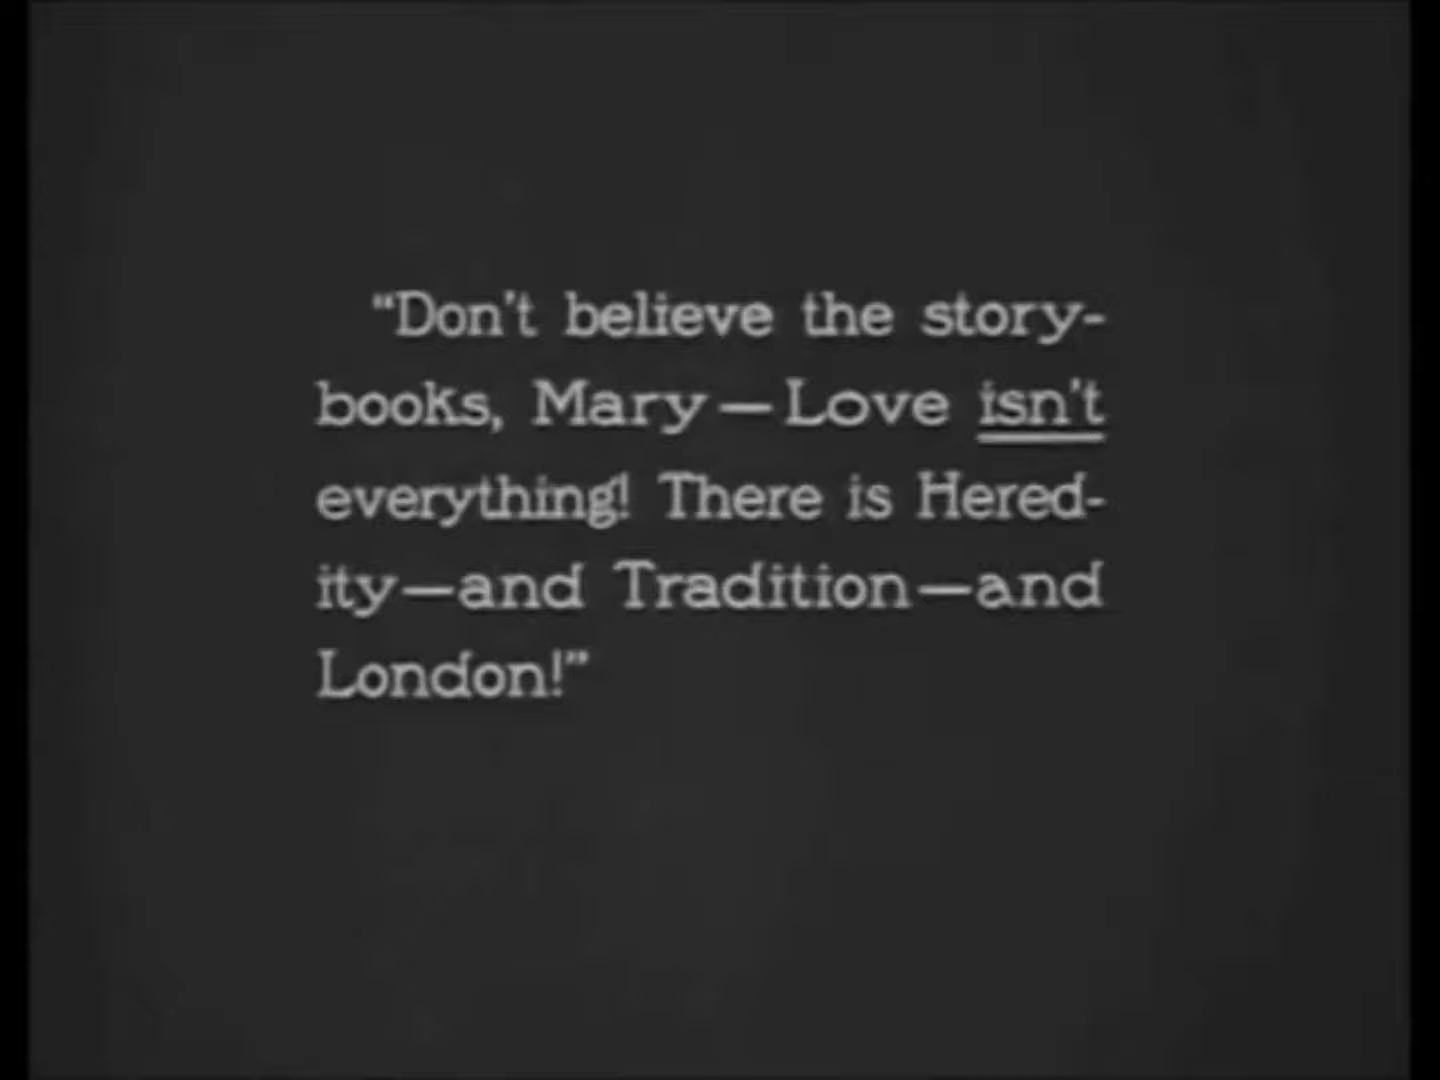 “Don't believe the story-
books, Mary—Love isn't
everything! There is Hered-
ity—and Tradition—and
London!”